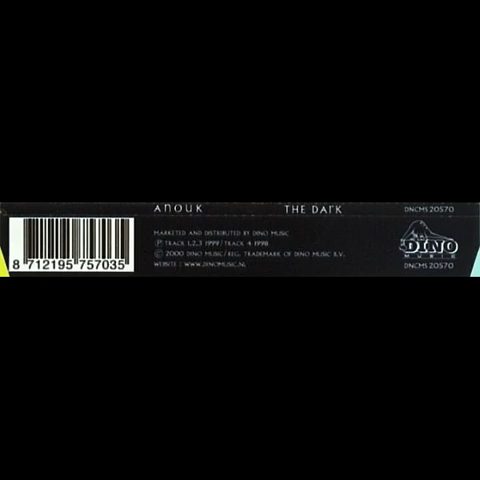 ANOUK THE DARK DNCMS 20570
MARKETED AND DISTRIBUTED BY DINO MUSIC
Ⓟ TRACK 1,2,3 1999/TRACK 4 1998
© 2000 DINO MUSIC/REG. TRADEMARK OF DINO MUSIC B.V.
WEBSITE : WWW.DINOMUSIC.NL
8 712195 757035
DINO
MUSIC
DNCMS 20570